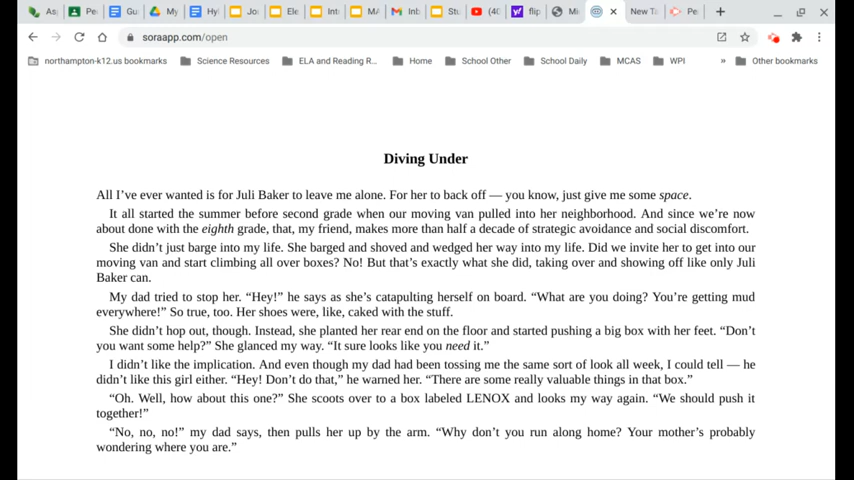 As
Pe
Gu
My
Hyl
Jo
Ele
Int
MA
Inb
Stu
(40
flip
Mi
New Ta
Pe
soraapp.com/open
northampton-k12.us bookmarks
Science Resources
ELA and Reading R...
Home
School Other
School Daily
MCAS
WPI
»
Other bookmarks
Diving Under
All I’ve ever wanted is for Juli Baker to leave me alone. For her to back off — you know, just give me some space.
It all started the summer before second grade when our moving van pulled into her neighborhood. And since we’re now
about done with the eighth grade, that, my friend, makes more than half a decade of strategic avoidance and social discomfort.
She didn’t just barge into my life. She barged and shoved and wedged her way into my life. Did we invite her to get into our
moving van and start climbing all over boxes? No! But that’s exactly what she did, taking over and showing off like only Juli
Baker can.
My dad tried to stop her. “Hey!” he says as she’s catapulting herself on board. “What are you doing? You’re getting mud
everywhere!” So true, too. Her shoes were, like, caked with the stuff.
She didn’t hop out, though. Instead, she planted her rear end on the floor and started pushing a big box with her feet. “Don’t
you want some help?” She glanced my way. “It sure looks like you need it.”
I didn’t like the implication. And even though my dad had been tossing me the same sort of look all week, I could tell — he
didn’t like this girl either. “Hey! Don’t do that,” he warned her. “There are some really valuable things in that box.”
“Oh. Well, how about this one?” She scoots over to a box labeled LENOX and looks my way again. “We should push it
together!”
“No, no, no!” my dad says, then pulls her up by the arm. “Why don’t you run along home? Your mother’s probably
wondering where you are.”